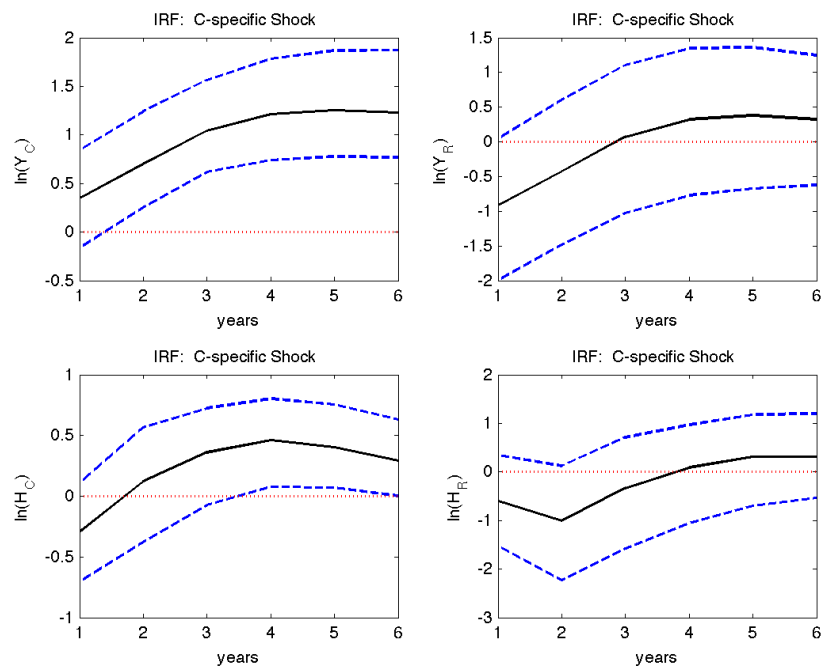 IRF:  C-specific Shock
ln(Y_C)
2
1.5
1
0.5
0
-0.5
1 2 3 4 5 6
years
IRF:  C-specific Shock
ln(Y_R)
1.5
1
0.5
0
-0.5
-1
-1.5
-2
1 2 3 4 5 6
years
IRF:  C-specific Shock
ln(H_C)
1
0.5
0
-0.5
-1
1 2 3 4 5 6
years
IRF:  C-specific Shock
ln(H_R)
2
1
0
-1
-2
-3
1 2 3 4 5 6
years